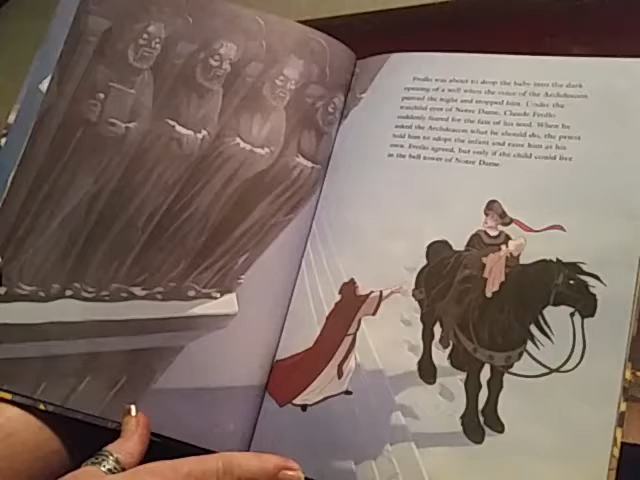 Frollo was about to drop the baby into the dark
opening of a well when the voice of the Archdeacon
pierced the night and stopped him. Under the
watchful eyes of Notre Dame, Claude Frollo
suddenly feared for the fate of his soul. When he
asked the Archdeacon what he should do, the priest
told him to adopt the infant and raise him as his
own. Frollo agreed, but only if the child could live
in the bell tower of Notre Dame.